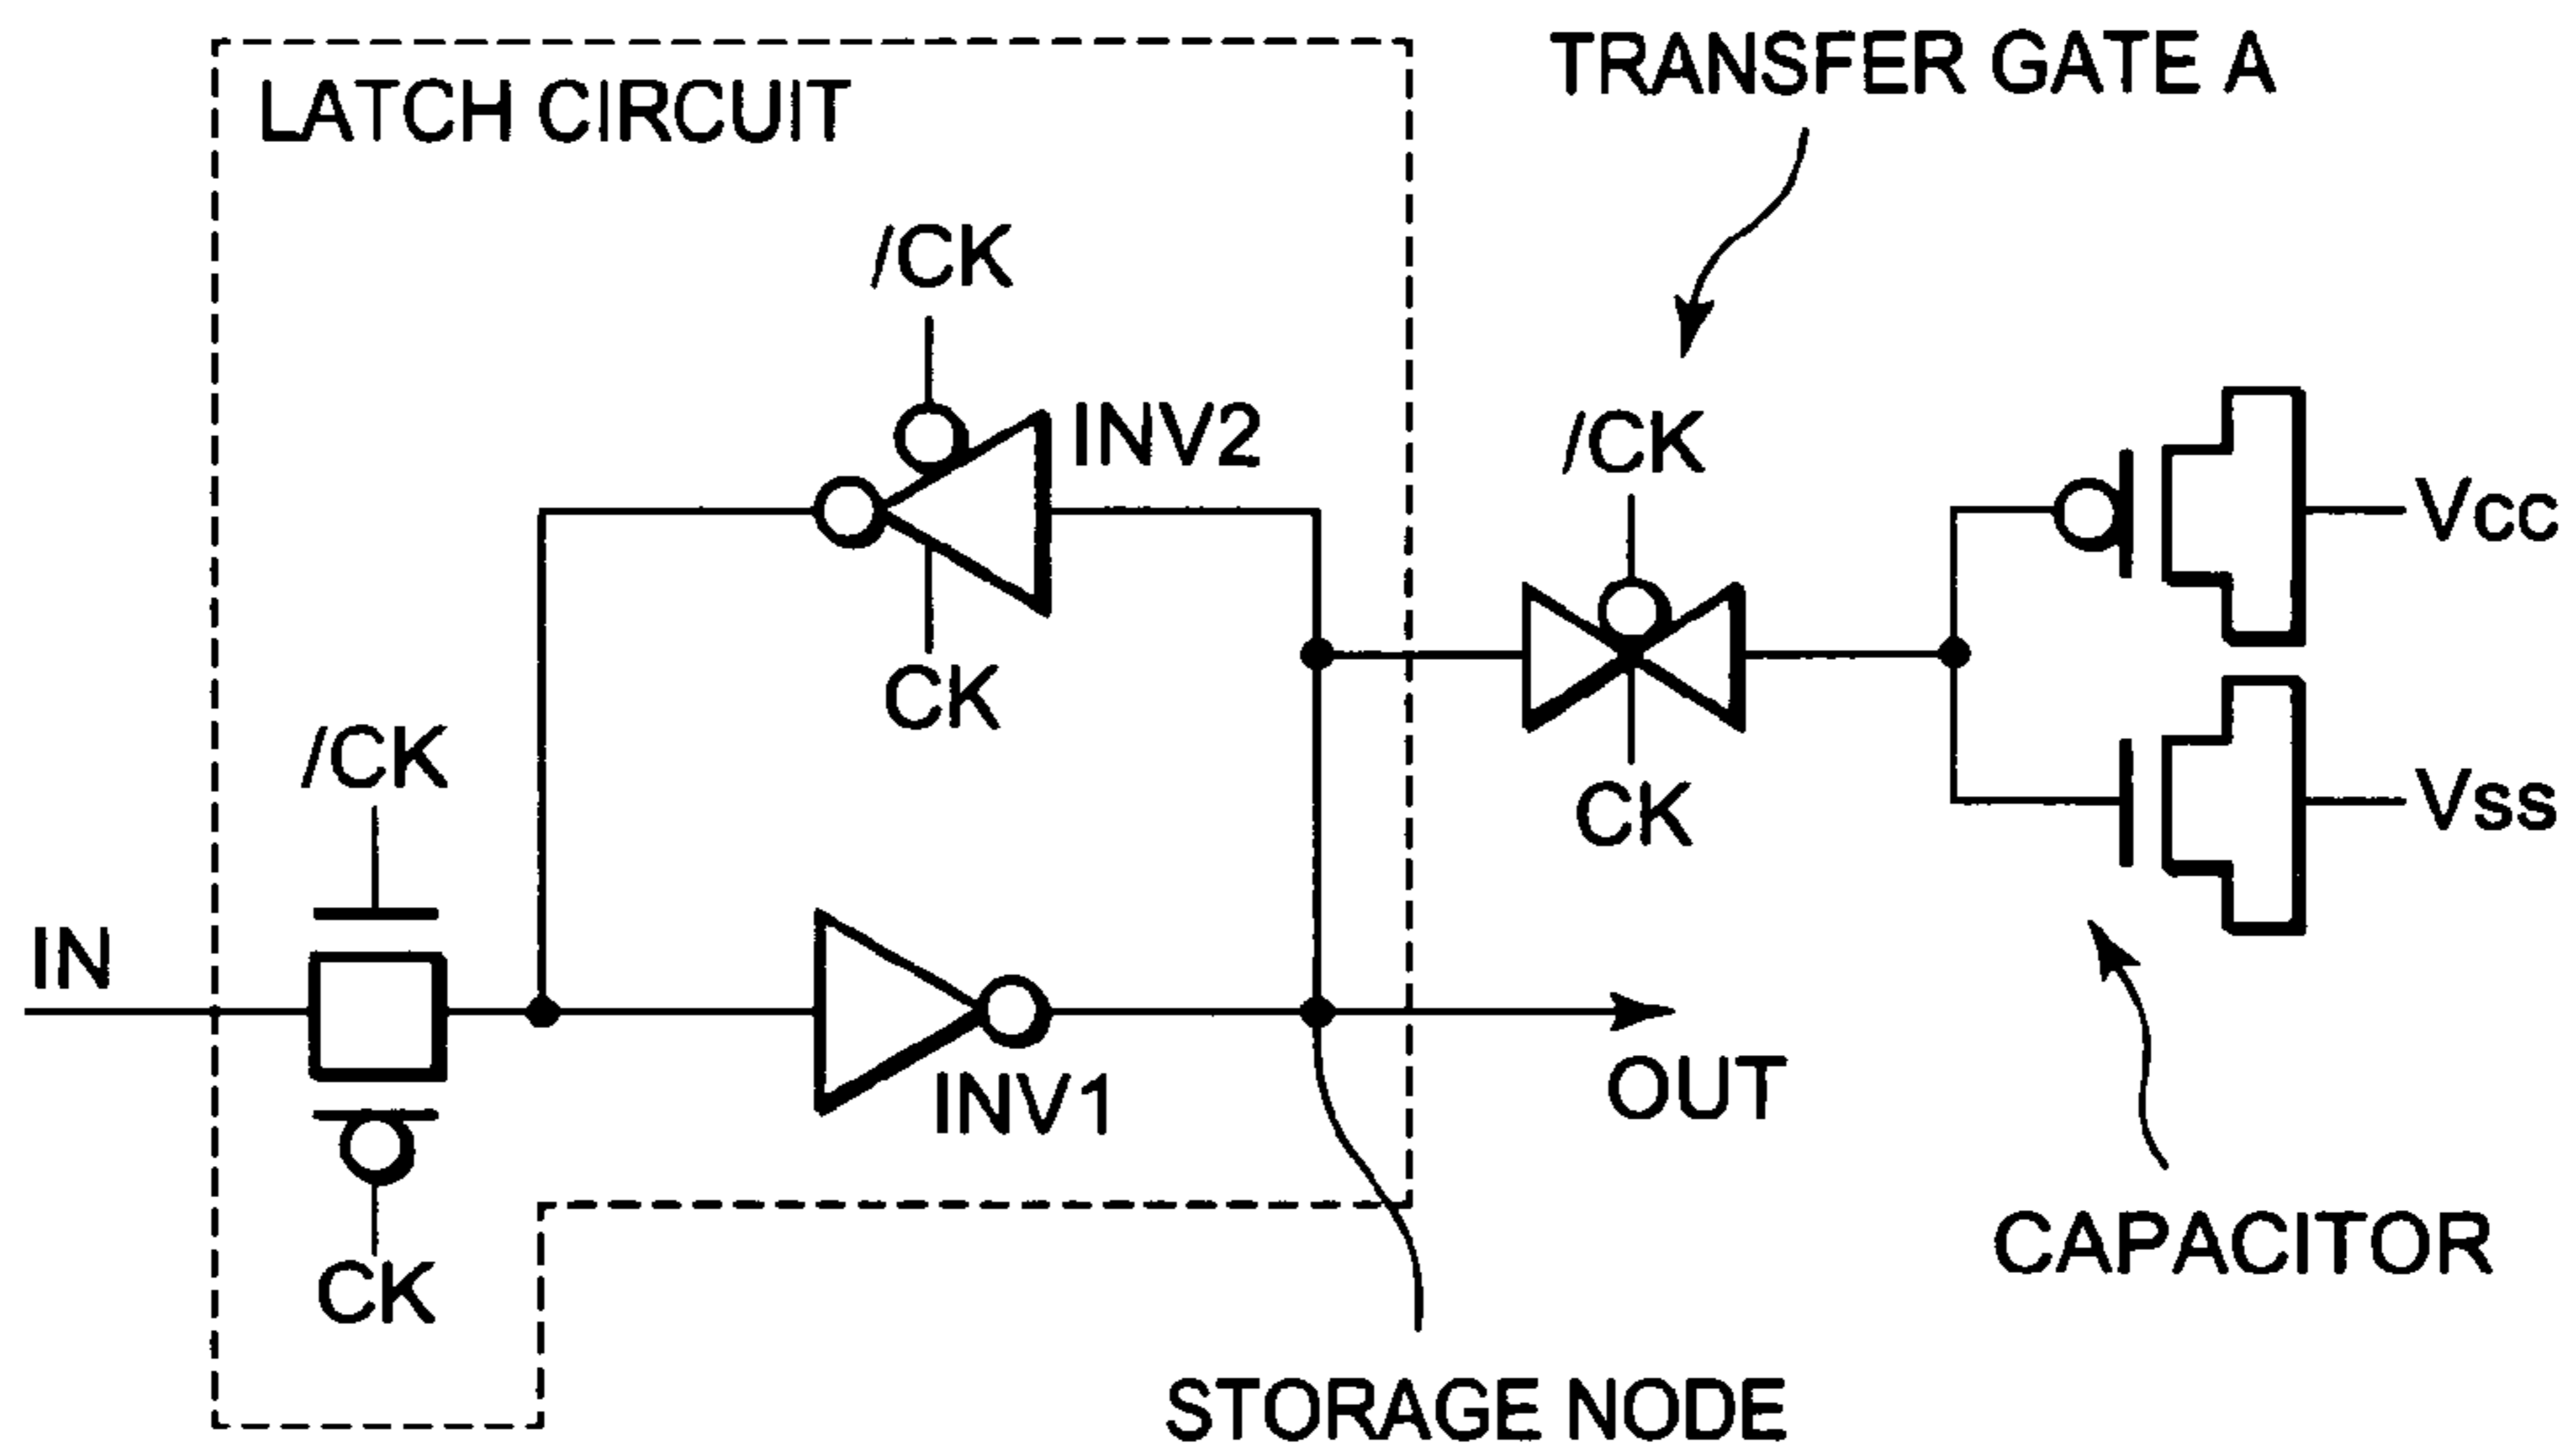 TRANSFER GATE A
LATCH CIRCUIT
/CK
INV2
/CK
Vcc
CK
/CK
CK
Vss
IN
INV1
OUT
CK
CAPACITOR
STORAGE NODE